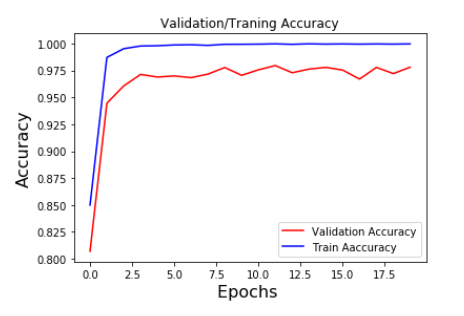 Validation/Traning Accuracy
1.000
0.975
0.950
0.925
0.900
0.875
0.850
0.825
0.800
Accuracy
Validation Accuracy
Train Aaccuracy
0.0 2.5 5.0 7.5 10.0 12.5 15.0 17.5
Epochs